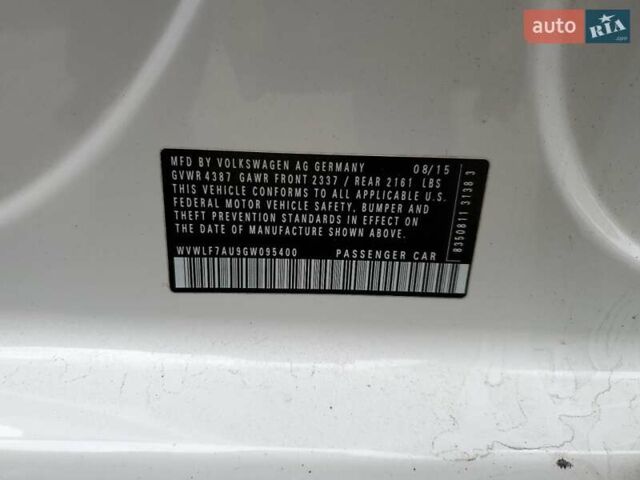 auto RIA.com
MFD BY VOLKSWAGEN AG GERMANY 08/15
GVWR 4387 GAWR FRONT 2337 / REAR 2161 LBS
THIS VEHICLE CONFORMS TO ALL APPLICABLE U.S.
FEDERAL MOTOR VEHICLE SAFETY, BUMPER AND
THEFT PREVENTION STANDARDS IN EFFECT ON
THE DATE OF MANUFACTURE SHOWN ABOVE.
WVWLF7AU9GW095400 PASSENGER CAR
8350811 3138 3